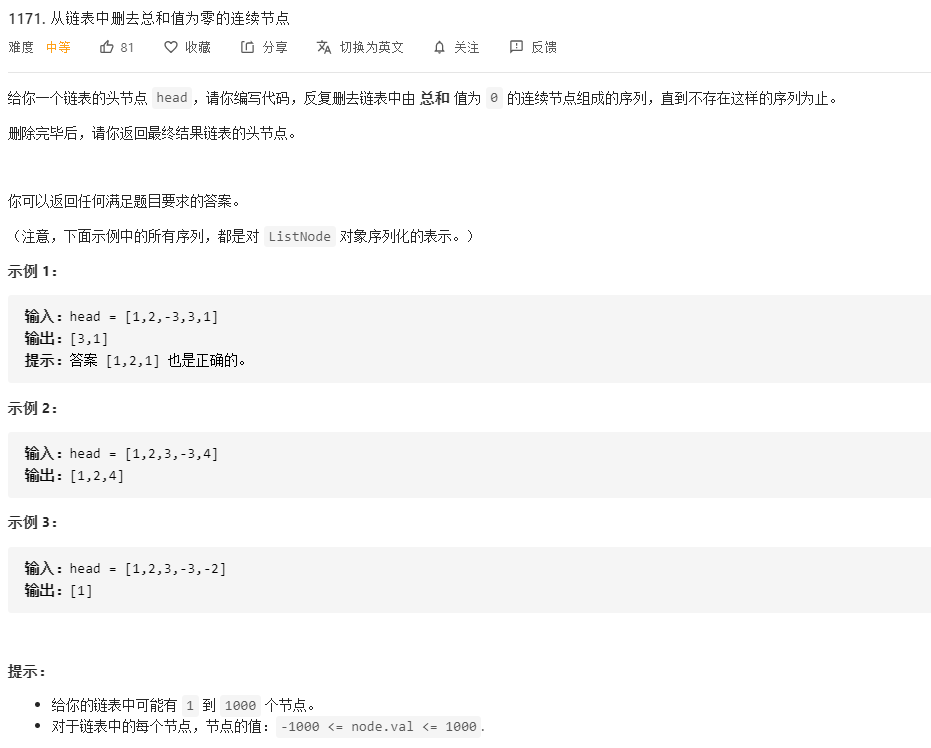 1171. 从链表中删去总和值为零的连续节点
难度 中等 81 收藏 分享 切换为英文 关注 反馈
给你一个链表的头节点 head，请你编写代码，反复删去链表中由 总和 值为 0 的连续节点组成的序列，直到不存在这样的序列为止。
删除完毕后，请你返回最终结果链表的头节点。
你可以返回任何满足题目要求的答案。
（注意，下面示例中的所有序列，都是对 ListNode 对象序列化的表示。）
示例 1：
输入：head = [1,2,-3,3,1]
输出：[3,1]
提示：答案 [1,2,1] 也是正确的。
示例 2：
输入：head = [1,2,3,-3,4]
输出：[1,2,4]
示例 3：
输入：head = [1,2,3,-3,-2]
输出：[1]
提示：
• 给你的链表中可能有 1 到 1000 个节点。
• 对于链表中的每个节点，节点的值：-1000 <= node.val <= 1000.